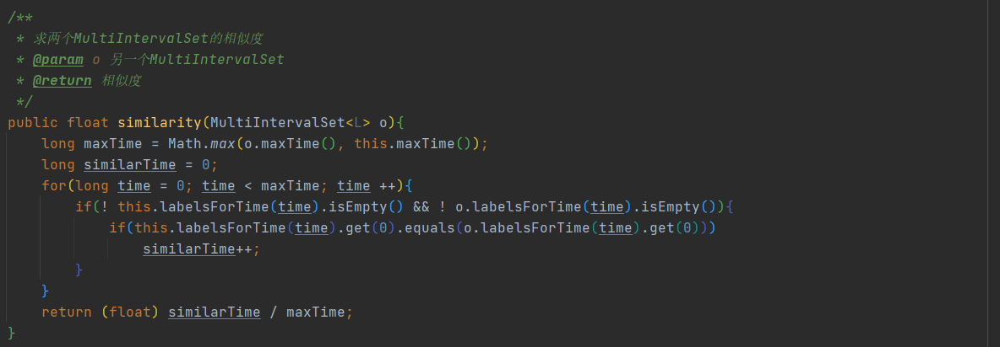 /**
 * 求两个MultiIntervalSet的相似度
 * @param o 另一个MultiIntervalSet
 * @return 相似度
 */
public float similarity(MultiIntervalSet<L> o){
    long maxTime = Math.max(o.maxTime(), this.maxTime());
    long similarTime = 0;
    for(long time = 0; time < maxTime; time ++){
        if(! this.labelsForTime(time).isEmpty() && ! o.labelsForTime(time).isEmpty()){
            if(this.labelsForTime(time).get(0).equals(o.labelsForTime(time).get(0)))
                similarTime++;
        }
    }
    return (float) similarTime / maxTime;
}